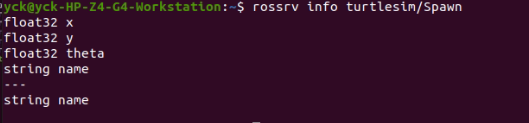 yck@yck-HP-Z4-G4-Workstation:~$ rossrv info turtlesim/Spawn
float32 x
float32 y
float32 theta
string name
---
string name